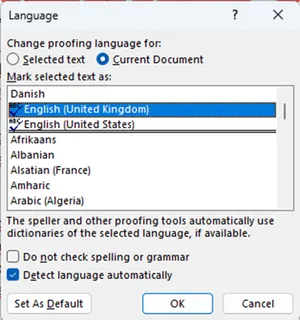 Language
?
Change proofing language for:
Selected text
Current Document
Mark selected text as:
Danish
ABC English (United Kingdom)
ABC English (United States)
Afrikaans
Albanian
Alsatian (France)
Amharic
Arabic (Algeria)
The speller and other proofing tools automatically use
dictionaries of the selected language, if available.
Do not check spelling or grammar
Detect language automatically
Set As Default
OK
Cancel